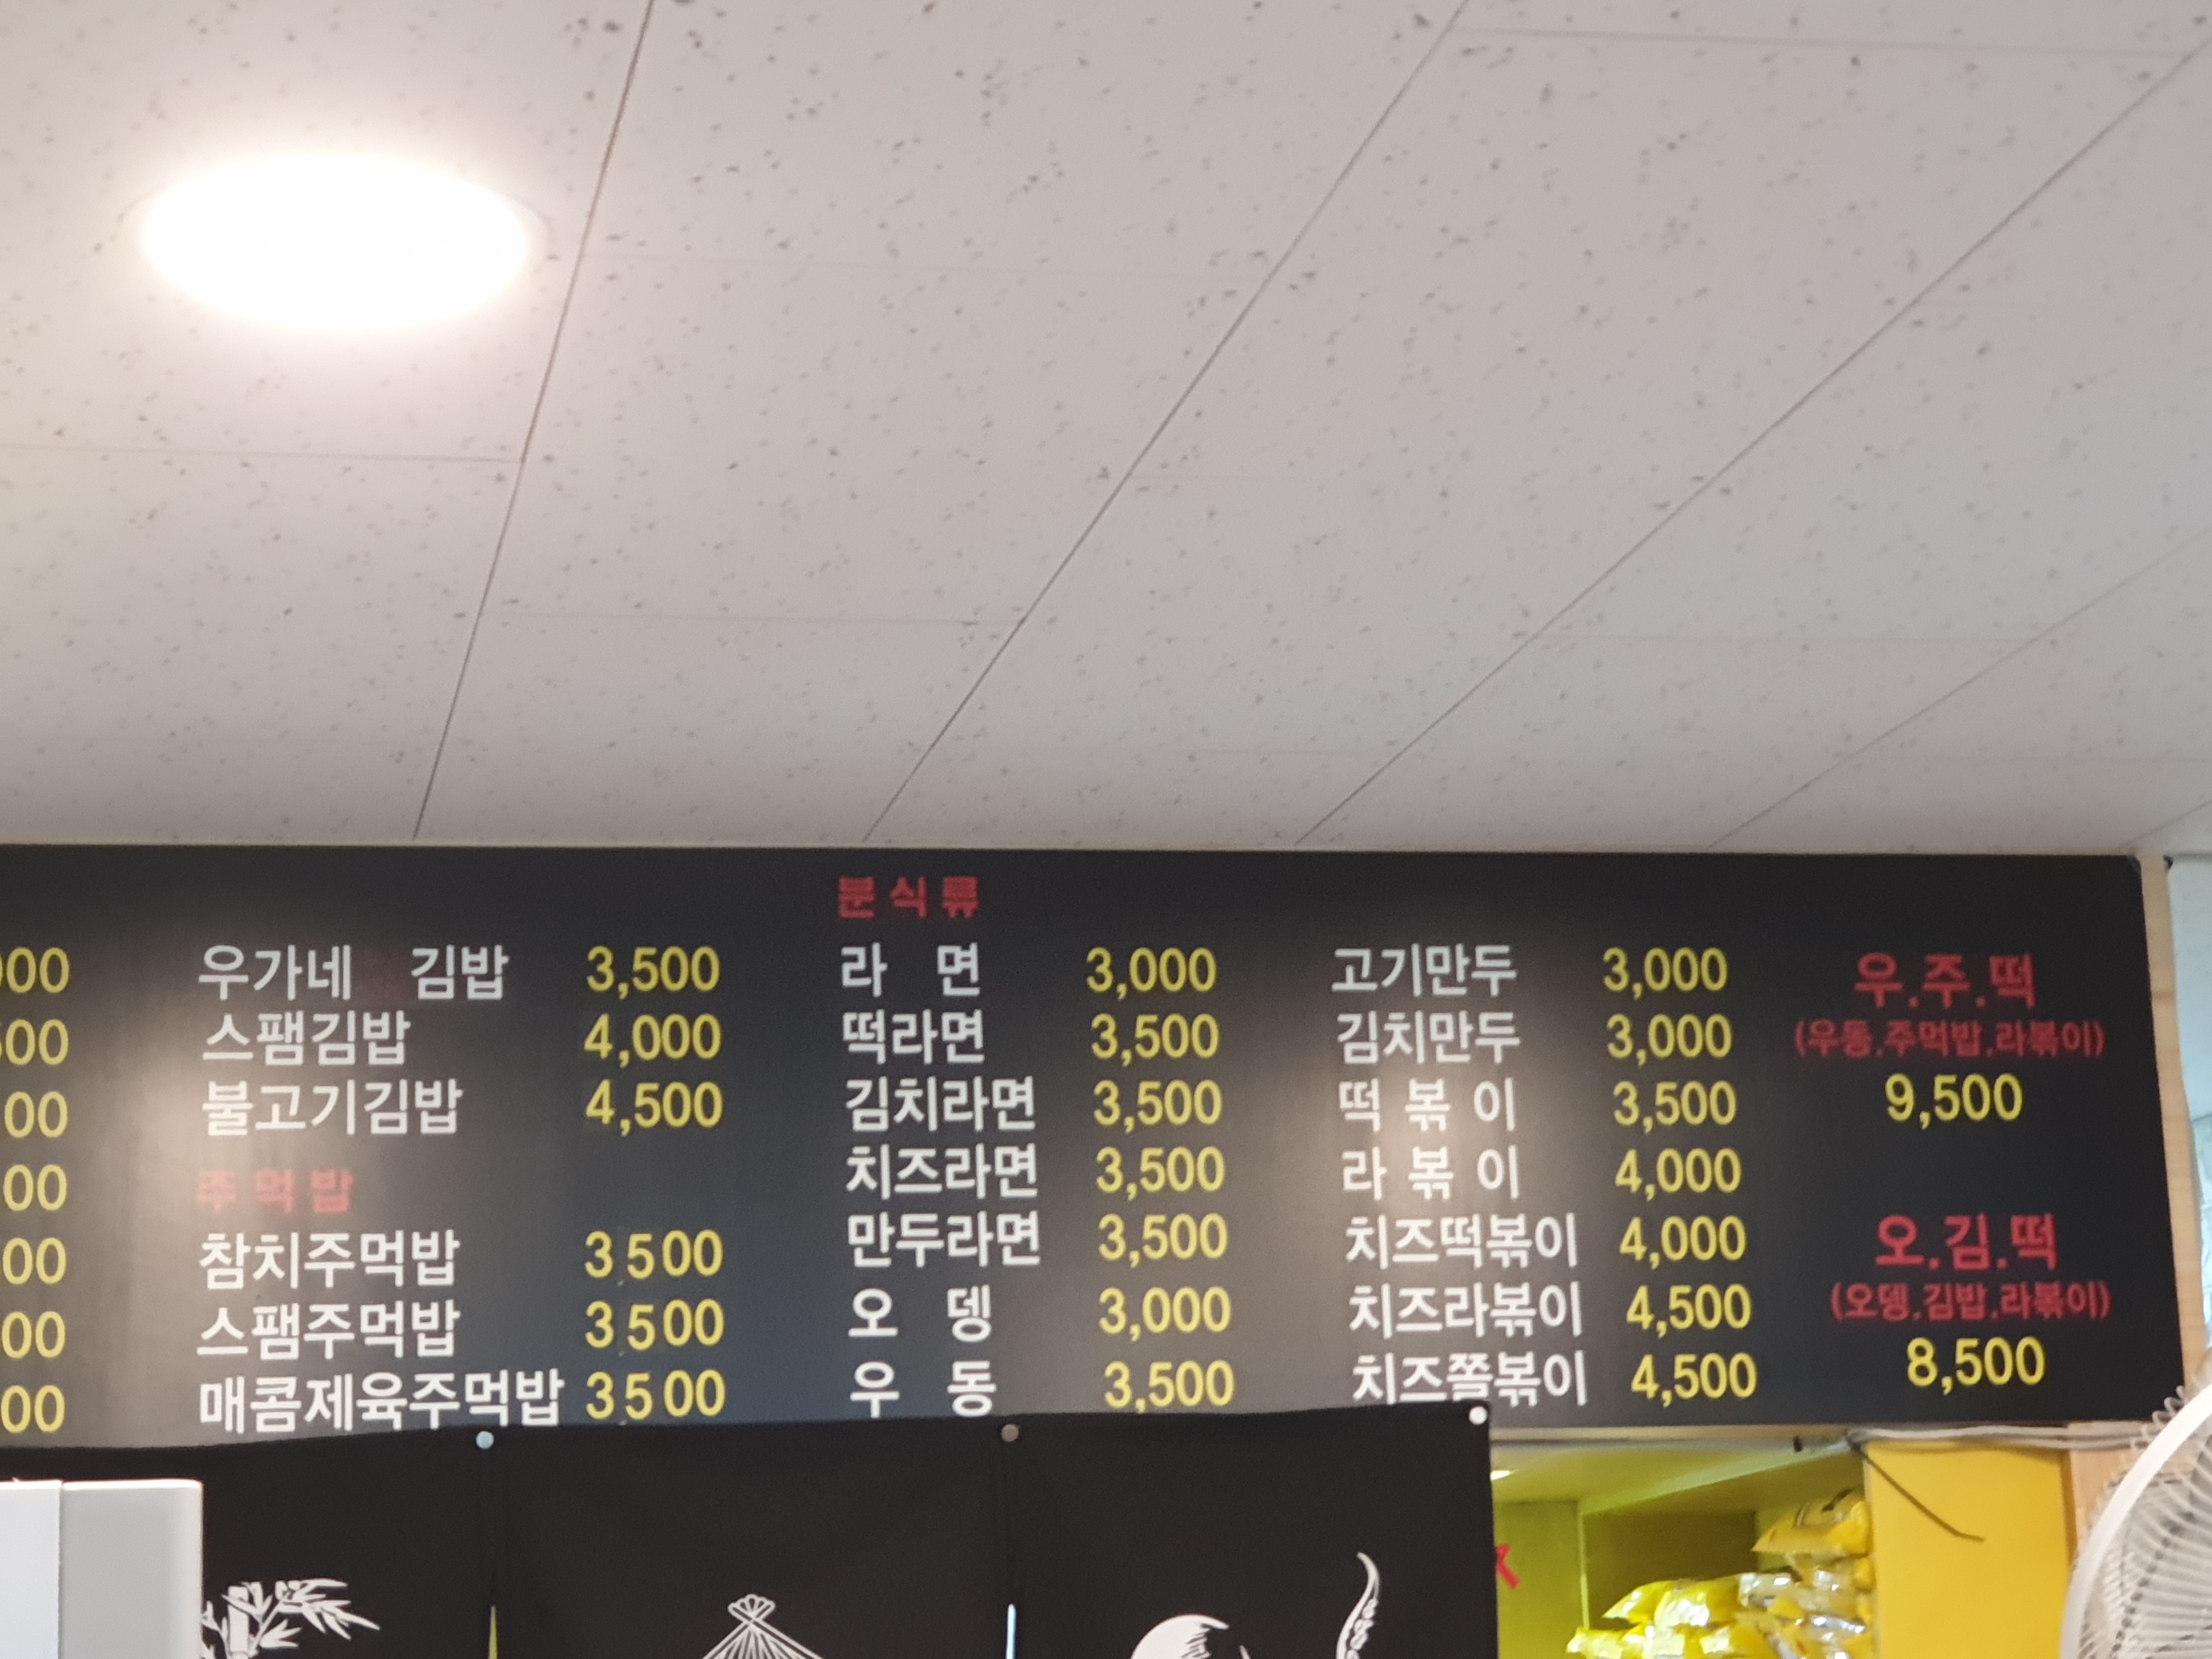 우가네 김밥 3,500
스팸김밥 4,000
불고기김밥 4,500
주먹밥
참치주먹밥 3,500
스팸주먹밥 3,500
매콤제육주먹밥 3500
분식류
라 면 3,000
떡라면 3,500
김치라면 3,500
치즈라면 3,500
만두라면 3,500
오 뎅 3,000
우 동 3,500
고기만두 3,000
김치만두 3,000
떡 볶 이 3,500
라 볶 이 4,000
치즈떡볶이 4,000
치즈라볶이 4,500
치즈쫄볶이 4,500
우.주.떡
(우동.주먹밥.라볶이)
9,500
오.김.떡
(오뎅.김밥.라볶이)
8,500